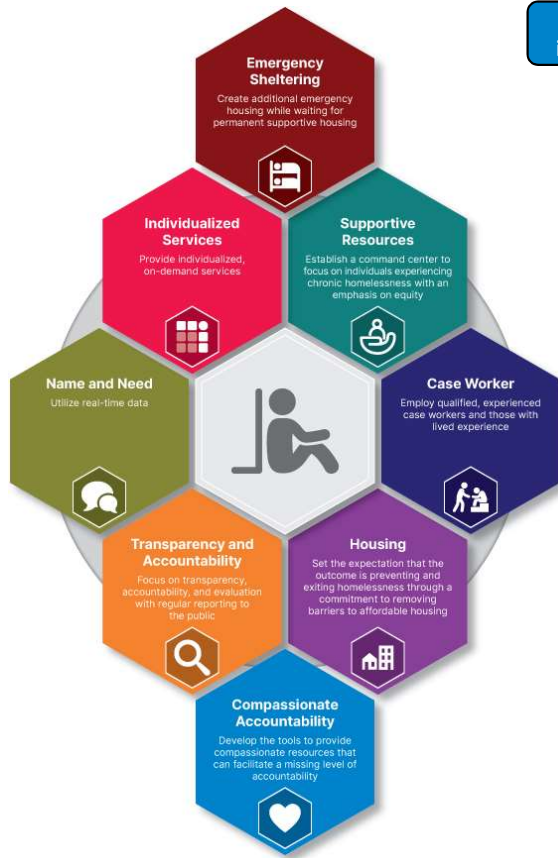 Emergency
Sheltering
Create additional emergency
housing while waiting for
permanent supportive housing
Individualized
Services
Provide individualized,
on-demand services
Supportive
Resources
Establish a command center to
focus on individuals experiencing
chronic homelessness with an
emphasis on equity
Name and Need
Utilize real-time data
Case Worker
Employ qualified, experienced
case workers and those with
lived experience
Transparency and
Accountability
Focus on transparency,
accountability, and evaluation
with regular reporting to
the public
Housing
Set the expectation that the
outcome is preventing and
exiting homelessness through a
commitment to removing
barriers to affordable housing
Compassionate
Accountability
Develop the tools to provide
compassionate resources that
can facilitate a missing level of
accountability